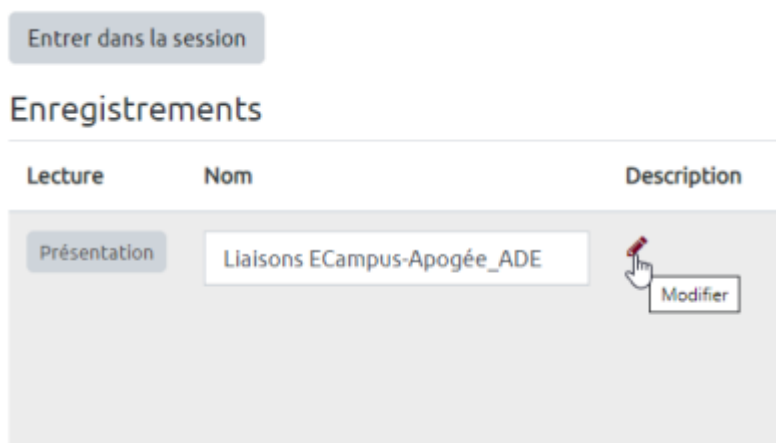 Entrer dans la session
Enregistrements
Lecture Nom Description
Présentation Liaisons ECampus-Apogée_ADE
Modifier